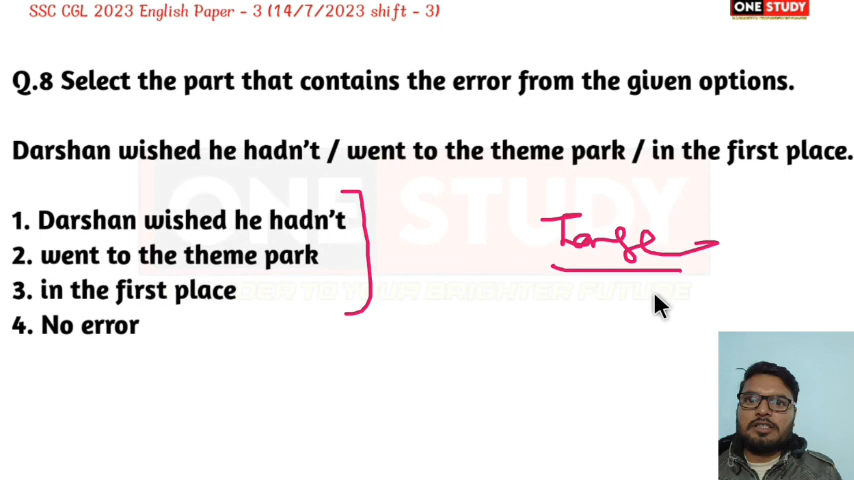 SSC CGL 2023 English Paper - 3 (14/7/2023 shift - 3)
ONE STUDY
Q.8 Select the part that contains the error from the given options.
Darshan wished he hadn't / went to the theme park / in the first place.
ONE STUDY
1. Darshan wished he hadn't
2. went to the theme park
3. in the first place
4. No error